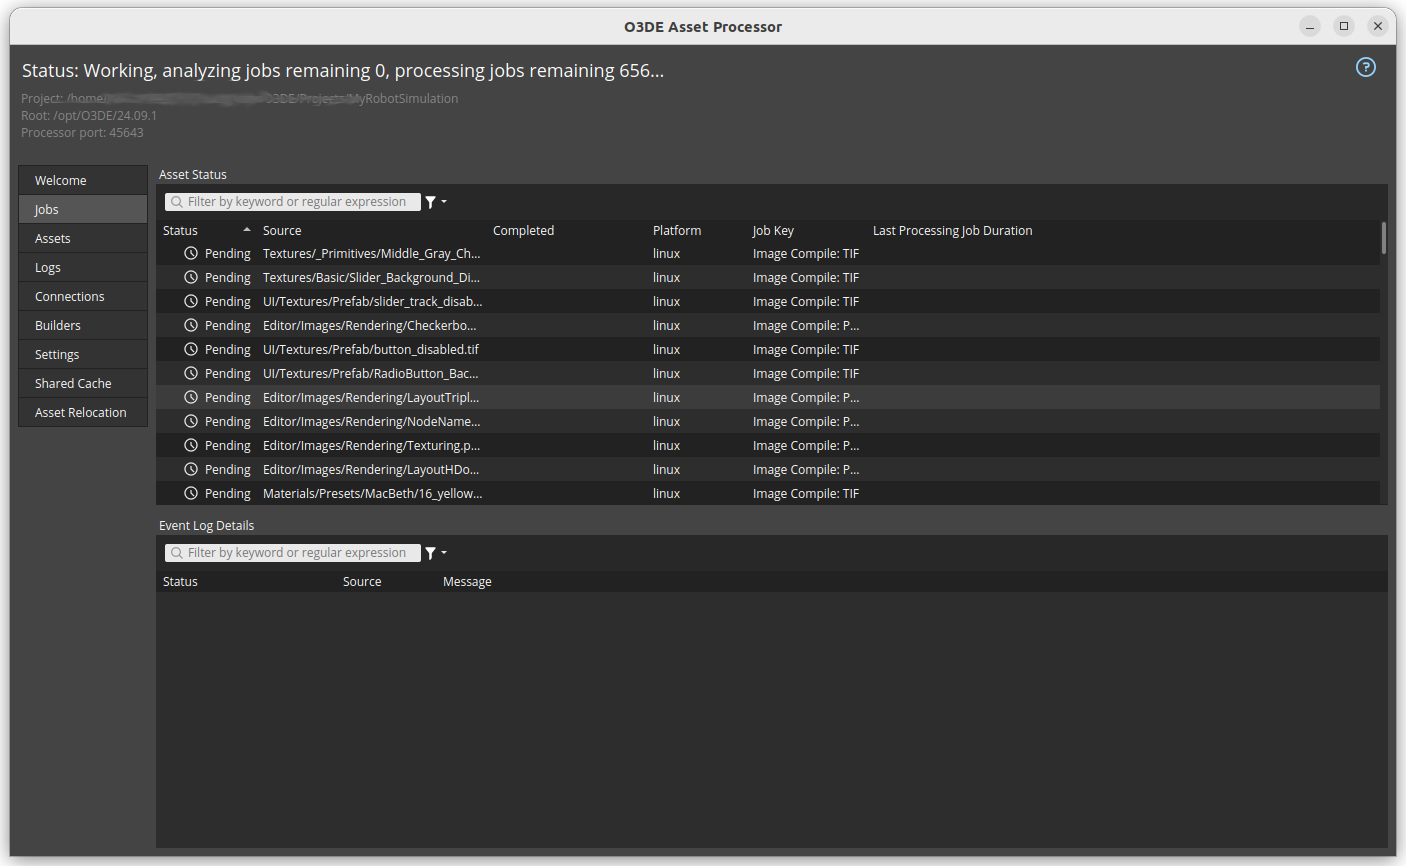 O3DE Asset Processor
Status: Working, analyzing jobs remaining 0, processing jobs remaining 656...
Project: /home/ O3DE/Projects/MyRobotSimulation
Root: /opt/O3DE/24.09.1
Processor port: 45643
Welcome
Jobs
Assets
Logs
Connections
Builders
Settings
Shared Cache
Asset Relocation
Asset Status
Filter by keyword or regular expression
Status Source Completed Platform Job Key Last Processing Job Duration
Pending Textures/_Primitives/Middle_Gray_Ch... linux Image Compile: TIF
Pending Textures/Basic/Slider_Background_Di... linux Image Compile: TIF
Pending UI/Textures/Prefab/slider_track_disab... linux Image Compile: TIF
Pending Editor/Images/Rendering/Checkerbo... linux Image Compile: P...
Pending UI/Textures/Prefab/button_disabled.tif linux Image Compile: TIF
Pending UI/Textures/Prefab/RadioButton_Bac... linux Image Compile: TIF
Pending Editor/Images/Rendering/LayoutTripl... linux Image Compile: P...
Pending Editor/Images/Rendering/NodeName... linux Image Compile: P...
Pending Editor/Images/Rendering/Texturing.p... linux Image Compile: P...
Pending Editor/Images/Rendering/LayoutHDo... linux Image Compile: P...
Pending Materials/Presets/MacBeth/16_yellow... linux Image Compile: TIF
Event Log Details
Filter by keyword or regular expression
Status Source Message